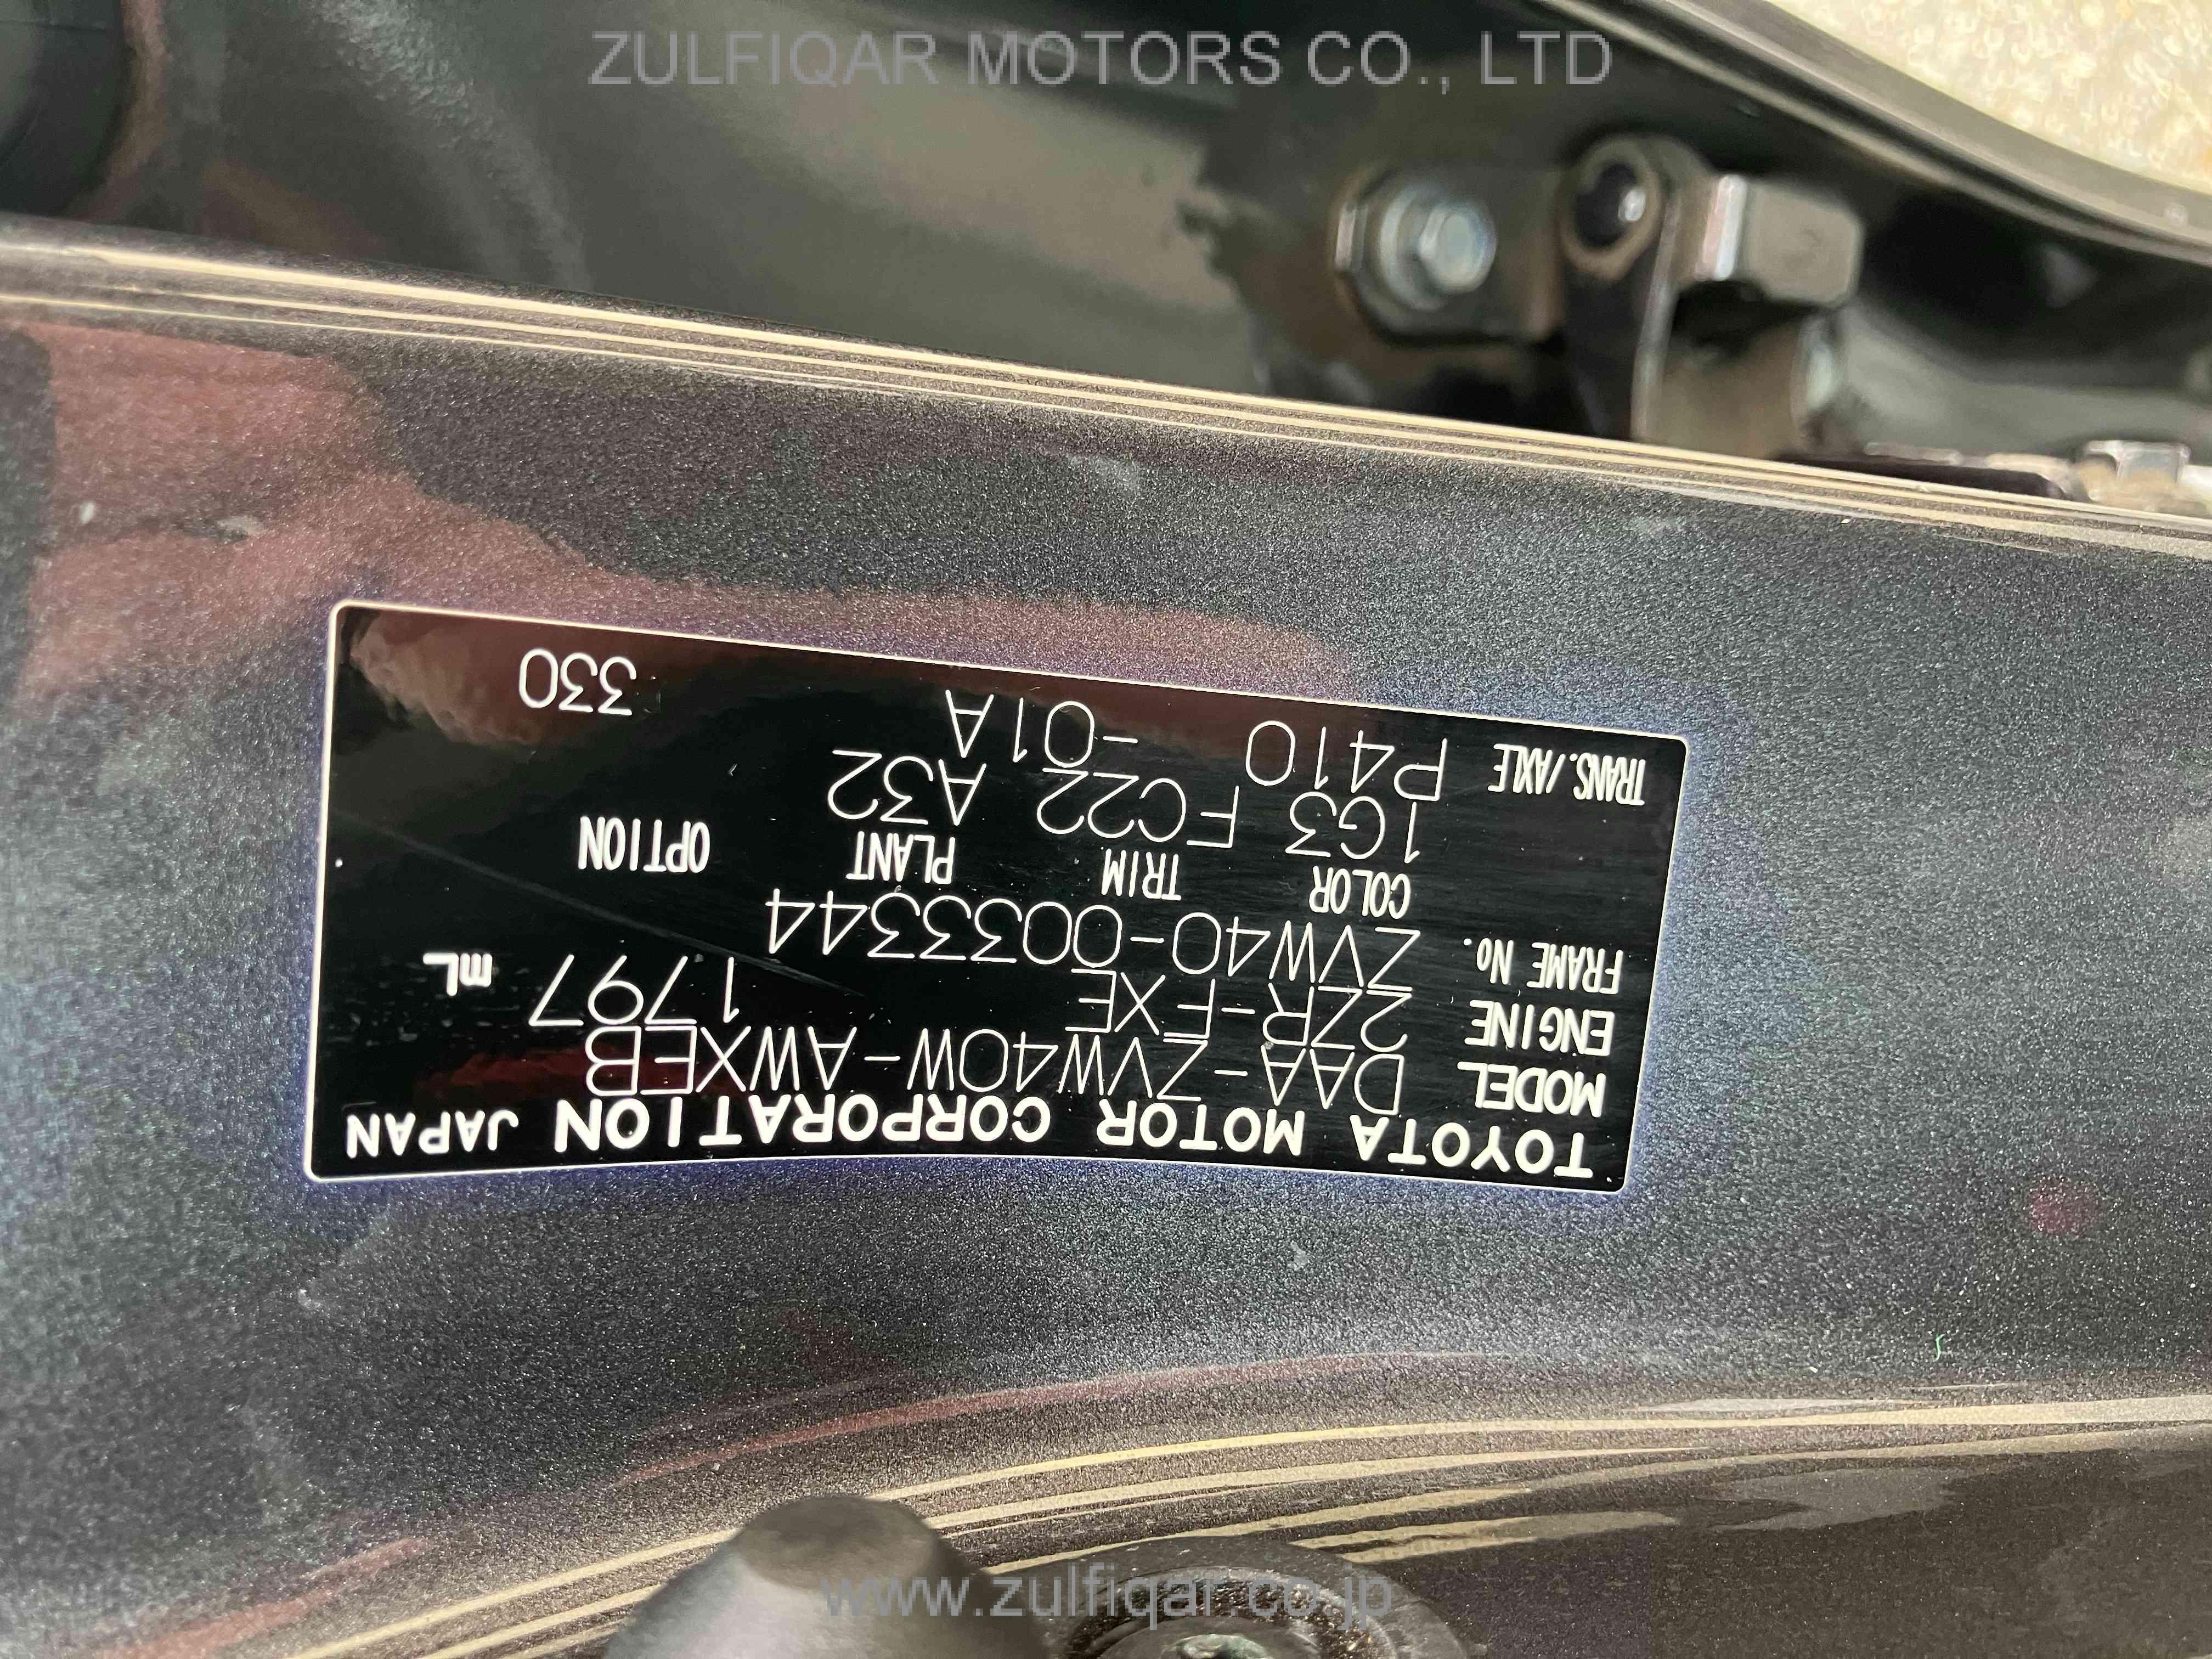 ZULFIQAR MOTORS CO., LTD
TOYOTA MOTOR CORPORATION JAPAN
MODEL DAA-ZVW40W-AWXEB
ENGINE 2ZR-FXE 1797 mL
FRAME No. ZVW40-0033344
COLOR TRIM PLANT OPTION
1G3 FC22 A32
TRANS./AXLE P410 -01A 330
www.zulfiqar.co.jp